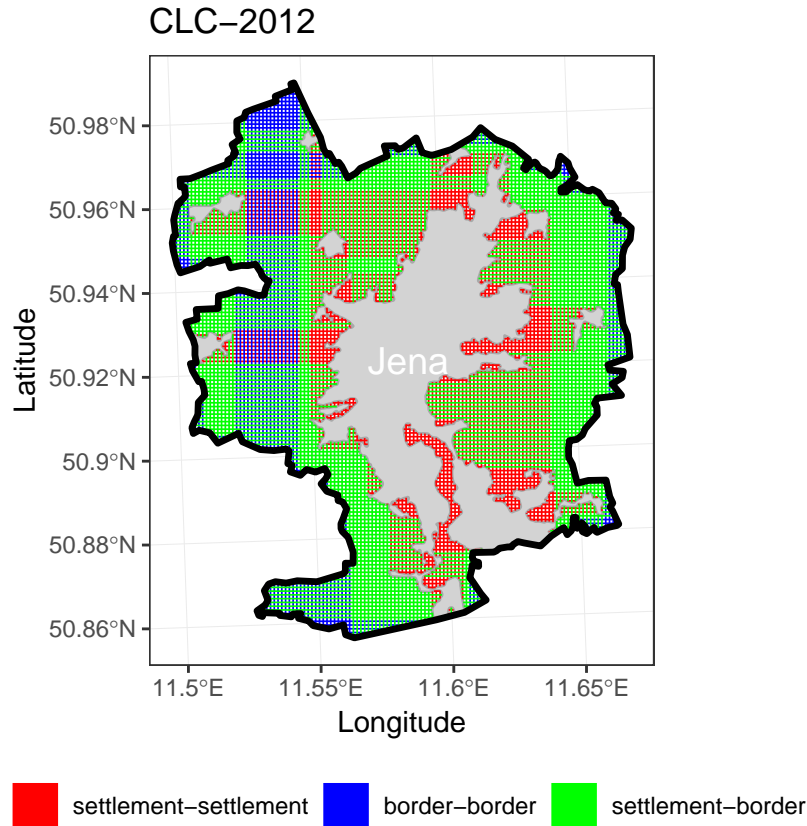 CLC−2012
50.98°N
50.96°N
50.94°N
50.92°N
50.9°N
50.88°N
50.86°N
Latitude
Jena
11.5°E 11.55°E 11.6°E 11.65°E
Longitude
settlement−settlement border−border settlement−border